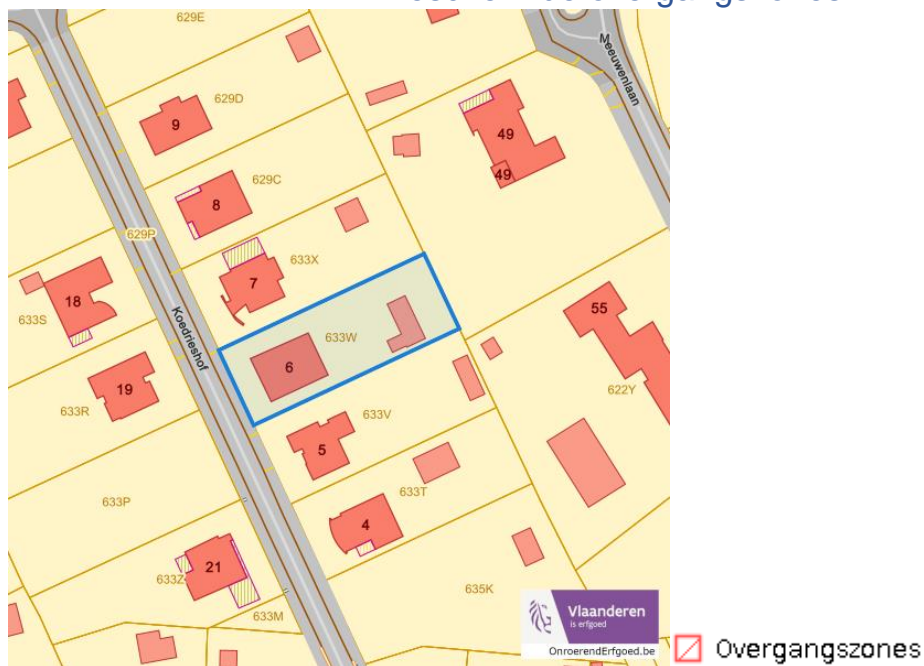 629E
Meeuwenlaan
629D
9
49
629C
8
49
629P
633X
7
18
633S
Koedrieshof
55
633W
6
19
622Y
633R
633V
5
633P
633T
4
21
633Z
635K
633M
Vlaanderen
is erfgoed
OnroerendErfgoed.be
Overgangszones